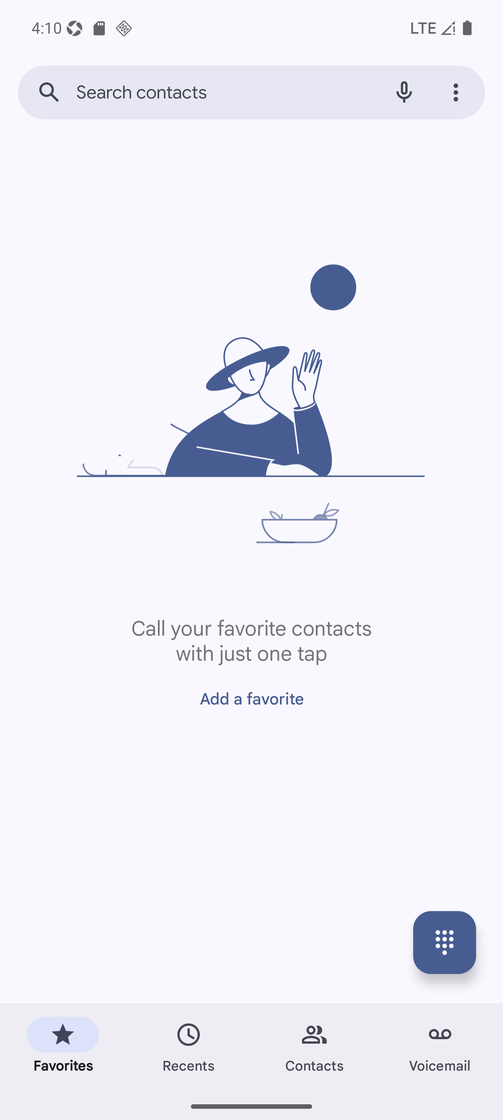 4:10
LTE
Search contacts
Call your favorite contacts
with just one tap
Add a favorite
Favorites
Recents
Contacts
Voicemail